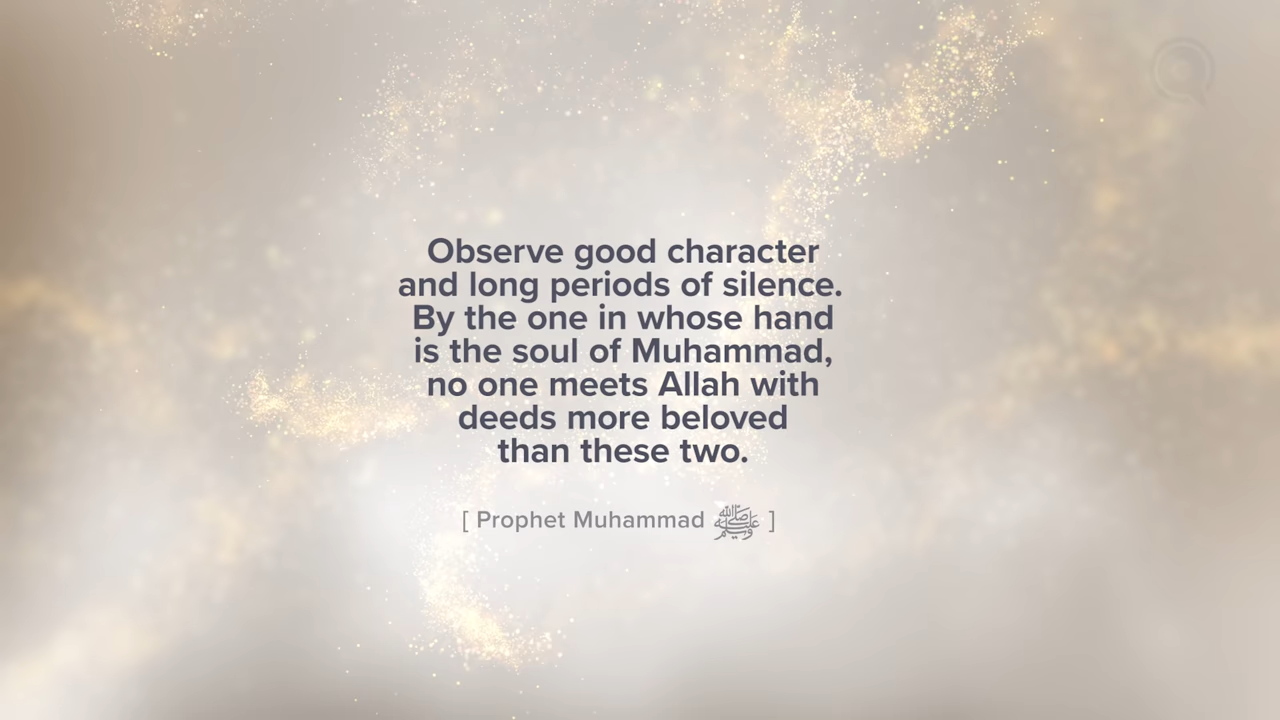 Observe good character
and long periods of silence.
By the one in whose hand
is the soul of Muhammad,
no one meets Allah with
deeds more beloved
than these two.
[ Prophet Muhammad ﷺ ]